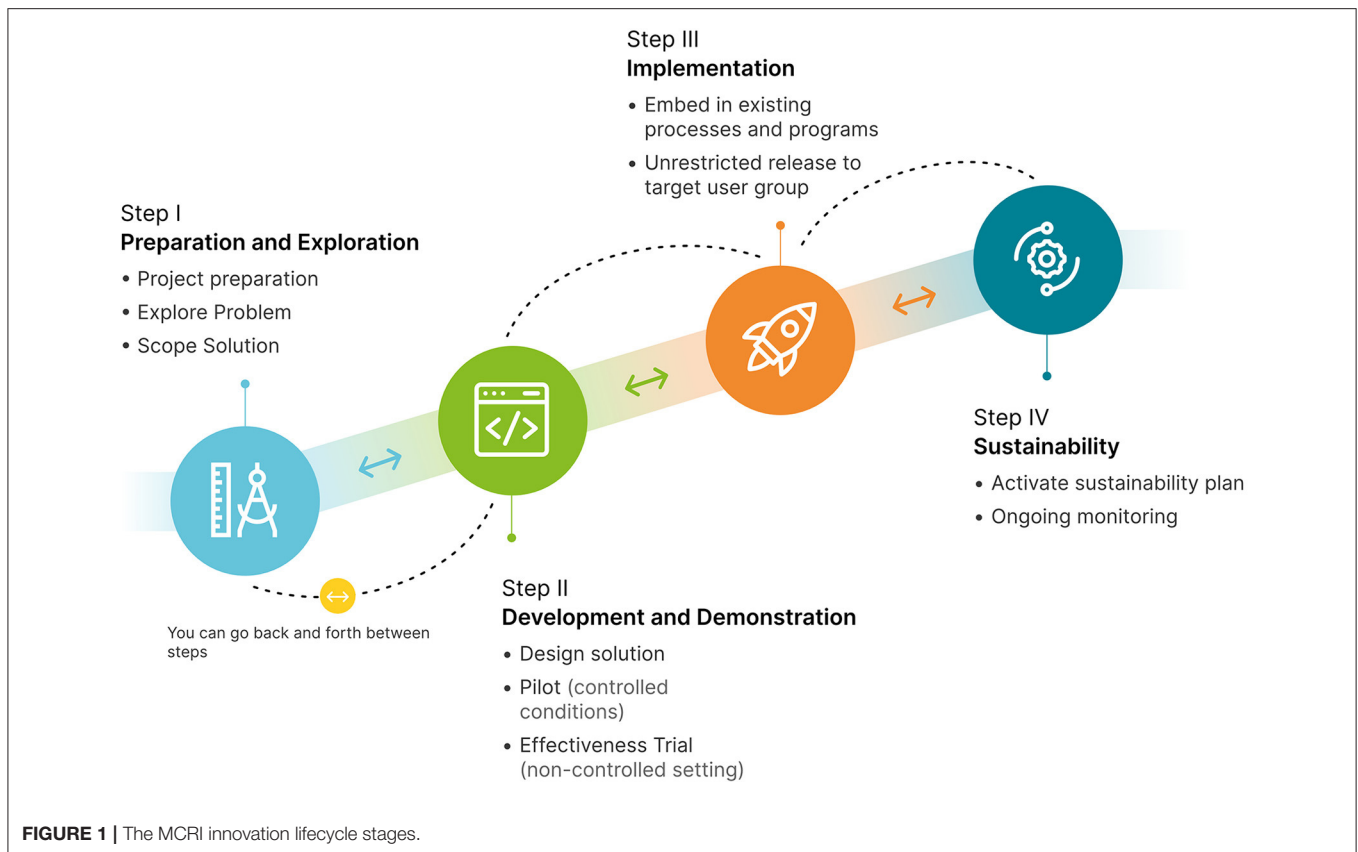 Step I
Preparation and Exploration
• Project preparation
• Explore Problem
• Scope Solution
You can go back and forth between
steps
Step II
Development and Demonstration
• Design solution
• Pilot (controlled
conditions)
• Effectiveness Trial
(non-controlled setting)
Step III
Implementation
• Embed in existing
processes and programs
• Unrestricted release to
target user group
Step IV
Sustainability
• Activate sustainability plan
• Ongoing monitoring
FIGURE 1 | The MCRI innovation lifecycle stages.